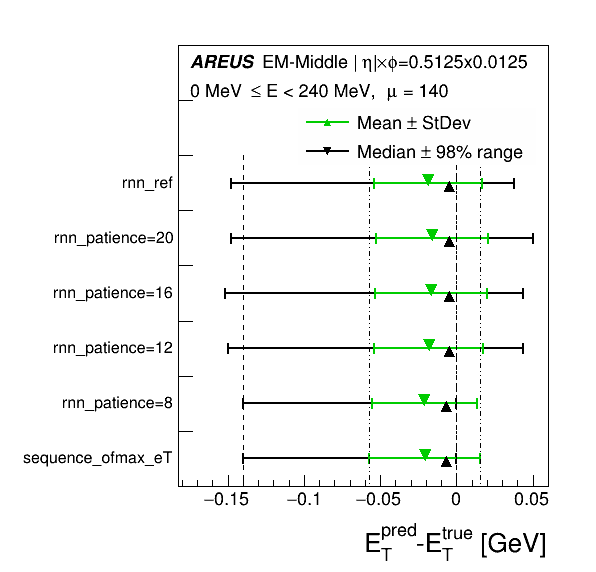 AREUS EM-Middle | η|×ϕ=0.5125x0.0125
0 MeV ≤ E < 240 MeV, μ = 140
Mean ± StDev
Median ± 98% range
rnn_ref
rnn_patience=20
rnn_patience=16
rnn_patience=12
rnn_patience=8
sequence_ofmax_eT
−0.15 −0.1 −0.05 0 0.05
E_T^pred-E_T^true [GeV]